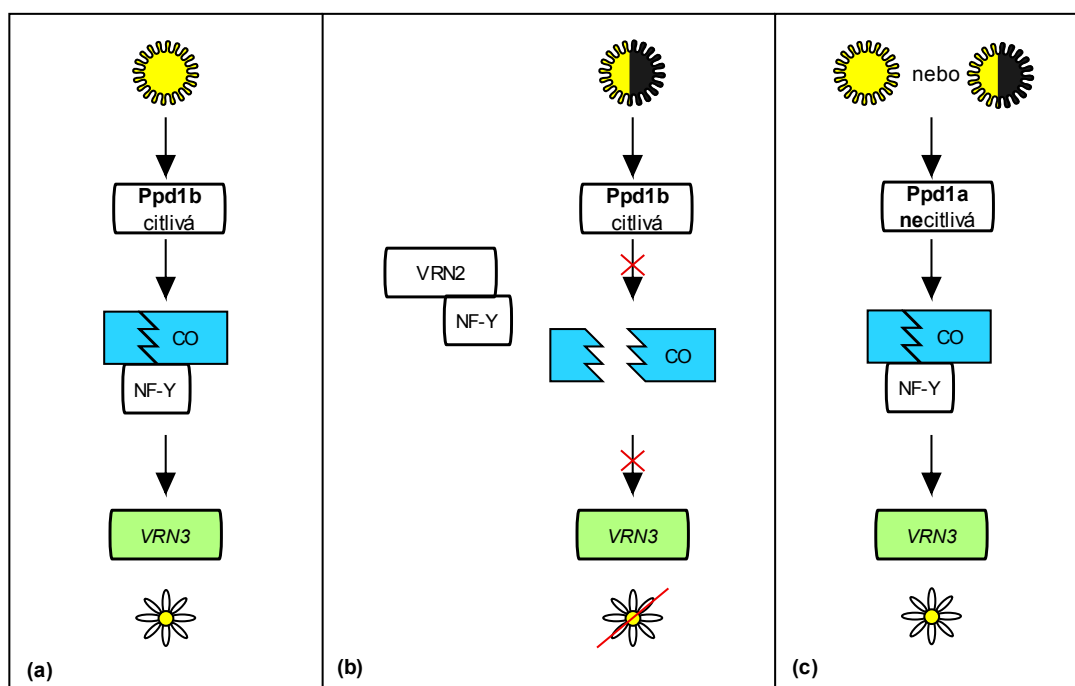 Ppd1b
citlivá
CO
NF-Y
VRN3
(a)
Ppd1b
citlivá
VRN2
NF-Y
CO
VRN3
(b)
nebo
Ppd1a
necitlivá
CO
NF-Y
VRN3
(c)